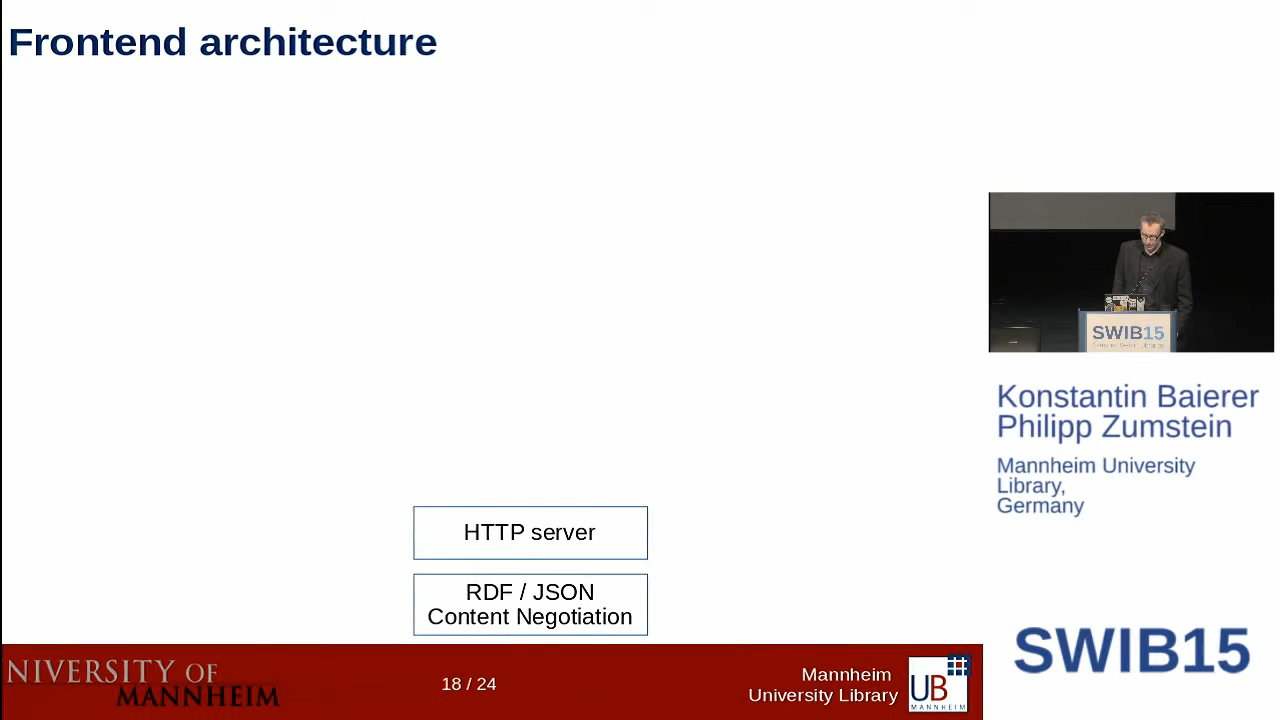 Frontend architecture
HTTP server
RDF / JSON
Content Negotiation
NIVERSITY OF
MANNHEIM
18 / 24
Mannheim
University Library
UB
MANNHEIM
SWIB15
Konstantin Baierer
Philipp Zumstein
Mannheim University
Library,
Germany
SWIB15